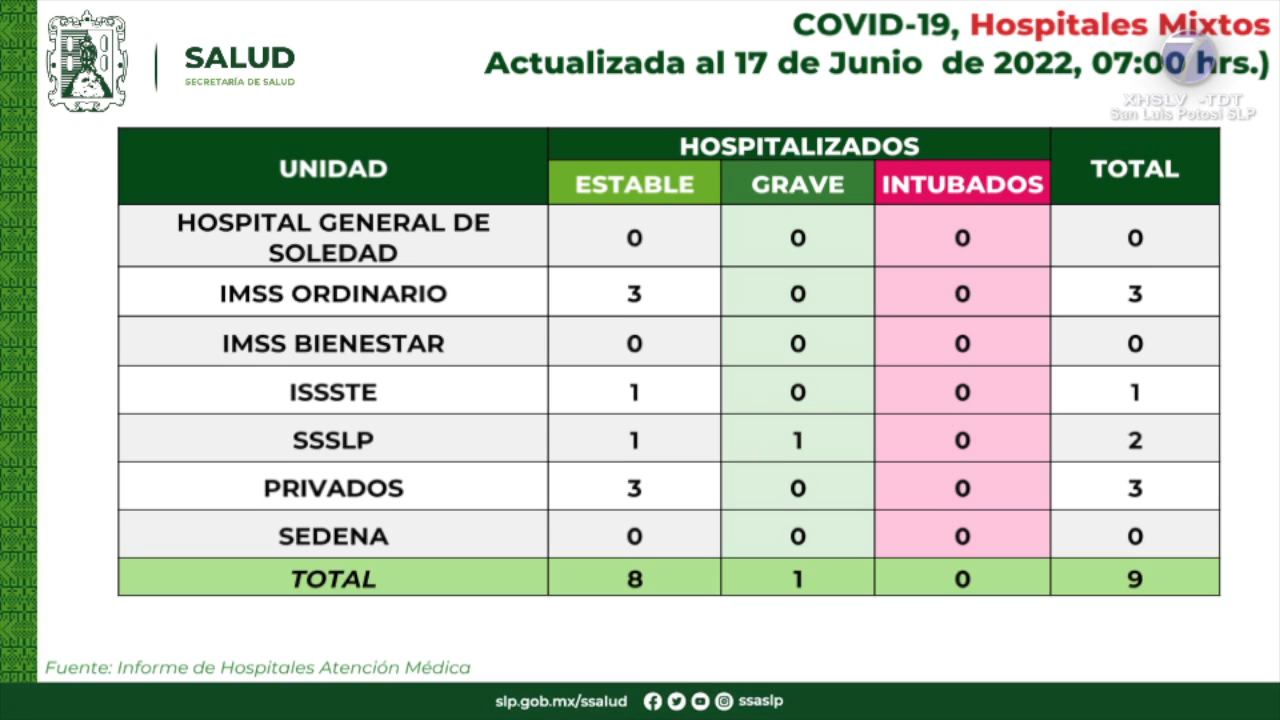 COVID-19, Hospitales Mixtos
Actualizada al 17 de Junio de 2022, 07:00 hrs.)
SALUD
SECRETARÍA DE SALUD
XHSLV -TDT
San Luis Potosí SLP
UNIDAD
HOSPITALIZADOS
TOTAL
ESTABLE GRAVE INTUBADOS
HOSPITAL GENERAL DE
SOLEDAD
0 0 0 0
IMSS ORDINARIO 3 0 0 3
IMSS BIENESTAR 0 0 0 0
ISSSTE 1 0 0 1
SSSLP 1 1 0 2
PRIVADOS 3 0 0 3
SEDENA 0 0 0 0
TOTAL 8 1 0 9
Fuente: Informe de Hospitales Atención Médica
slp.gob.mx/ssalud ssaslp